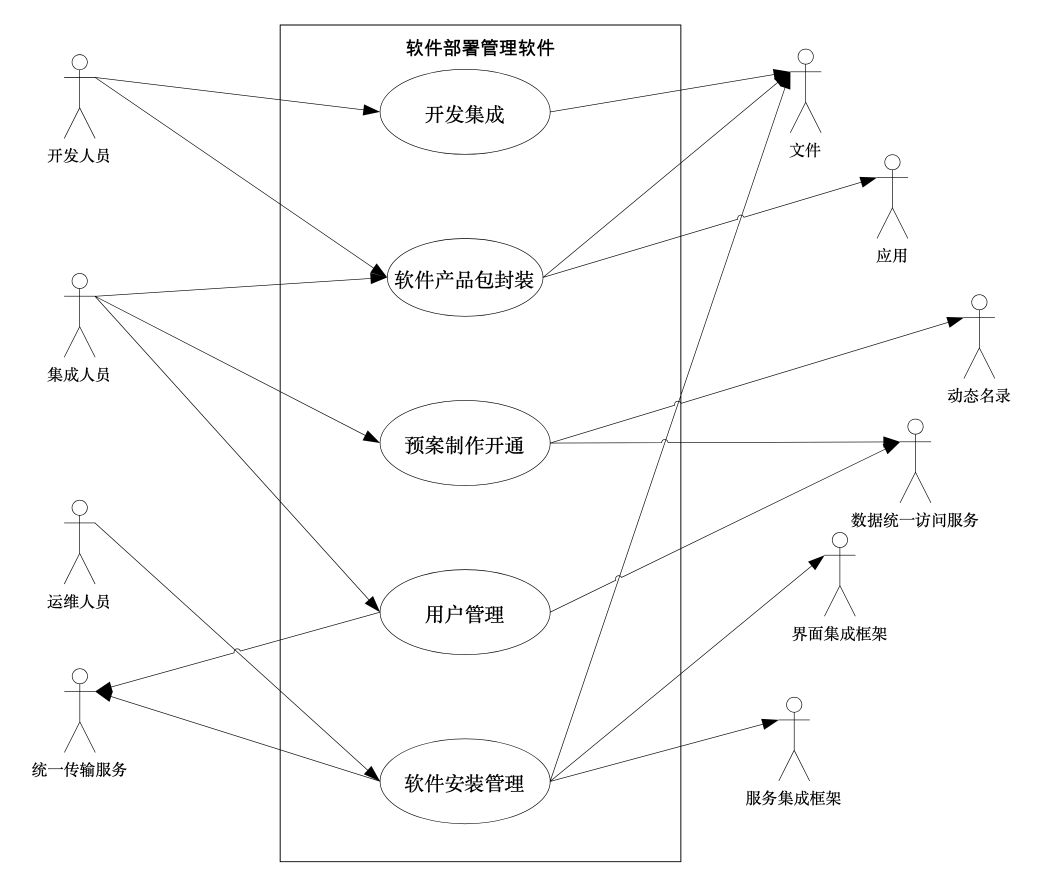 软件部署管理软件
开发集成
开发人员
文件
应用
软件产品包封装
集成人员
动态名录
预案制作开通
数据统一访问服务
运维人员
用户管理
界面集成框架
统一传输服务
软件安装管理
服务集成框架